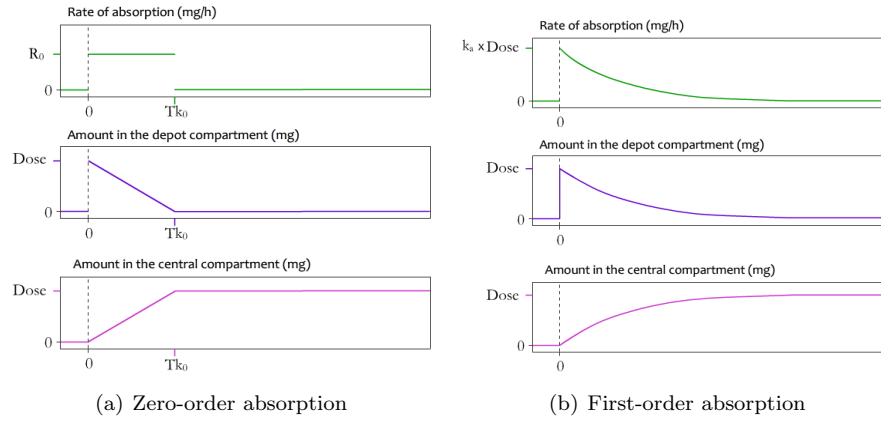 Rate of absorption (mg/h)
R₀
0
0
Tk₀
Amount in the depot compartment (mg)
Dose
0
0
Tk₀
Amount in the central compartment (mg)
Dose
0
0
Tk₀
(a) Zero-order absorption
Rate of absorption (mg/h)
kₐ x Dose
0
0
Amount in the depot compartment (mg)
Dose
0
0
Amount in the central compartment (mg)
Dose
0
0
(b) First-order absorption